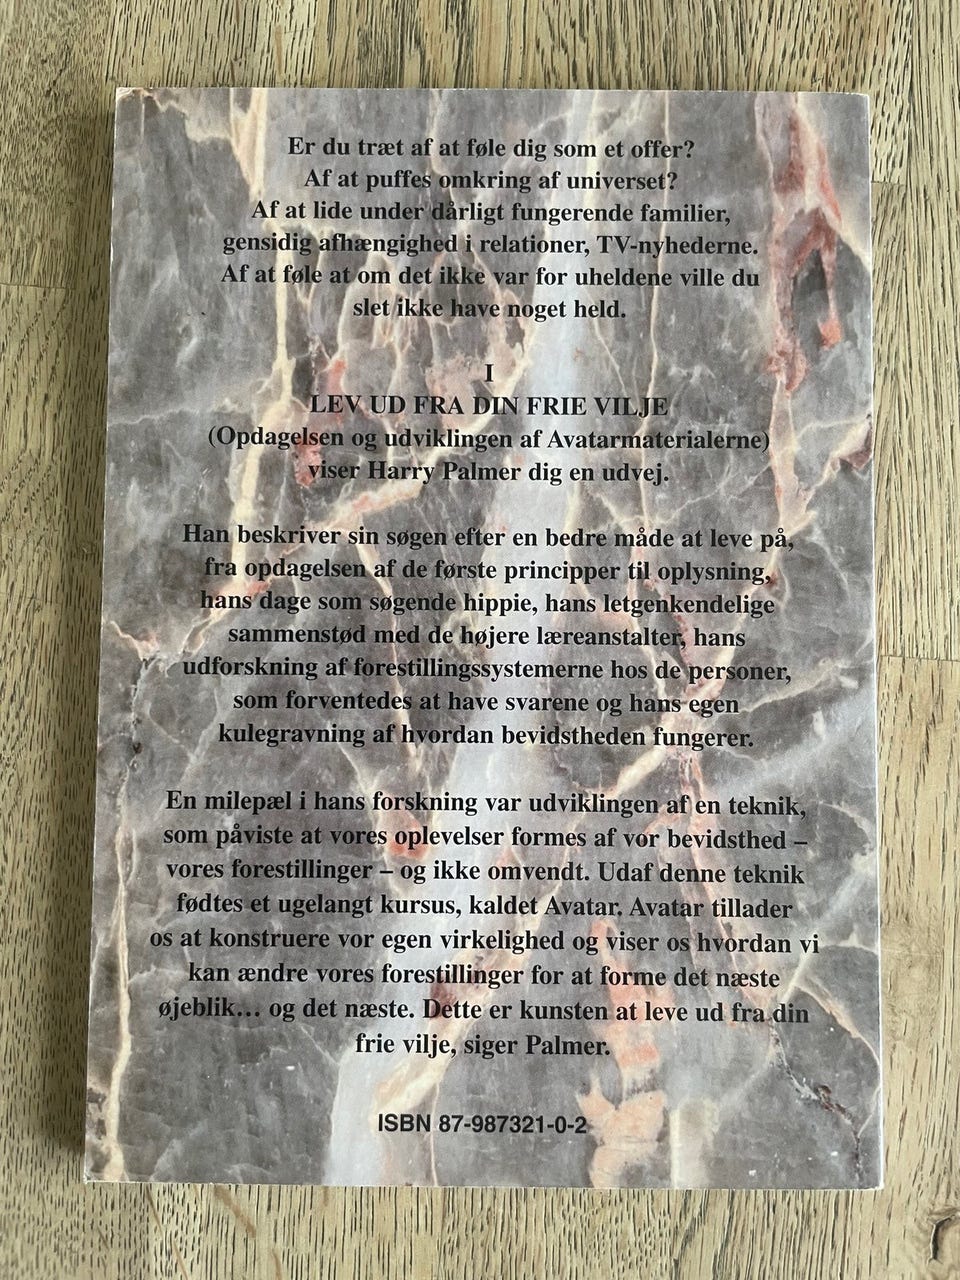 Er du træt af at føle dig som et offer?
Af at puffes omkring af universet?
Af at lide under dårligt fungerende familier,
gensidig afhængighed i relationer, TV-nyhederne.
Af at føle at om det ikke var for uheldene ville du
slet ikke have noget held.
I
LEV UD FRA DIN FRIE VILJE
(Opdagelsen og udviklingen af Avatarmaterialerne)
viser Harry Palmer dig en udvej.
Han beskriver sin søgen efter en bedre måde at leve på,
fra opdagelsen af de første principper til oplysning,
hans dage som søgende hippie, hans letgenkendelige
sammenstød med de højere læreanstalter, hans
udforskning af forestillingssystemerne hos de personer,
som forventedes at have svarene og hans egen
kulegravning af hvordan bevidstheden fungerer.
En milepæl i hans forskning var udviklingen af en teknik,
som påviste at vores oplevelser formes af vor bevidsthed –
vores forestillinger – og ikke omvendt. Udaf denne teknik
fødtes et ugelangt kursus, kaldet Avatar. Avatar tillader
os at konstruere vor egen virkelighed og viser os hvordan vi
kan ændre vores forestillinger for at forme det næste
øjeblik… og det næste. Dette er kunsten at leve ud fra din
frie vilje, siger Palmer.
ISBN 87-987321-0-2